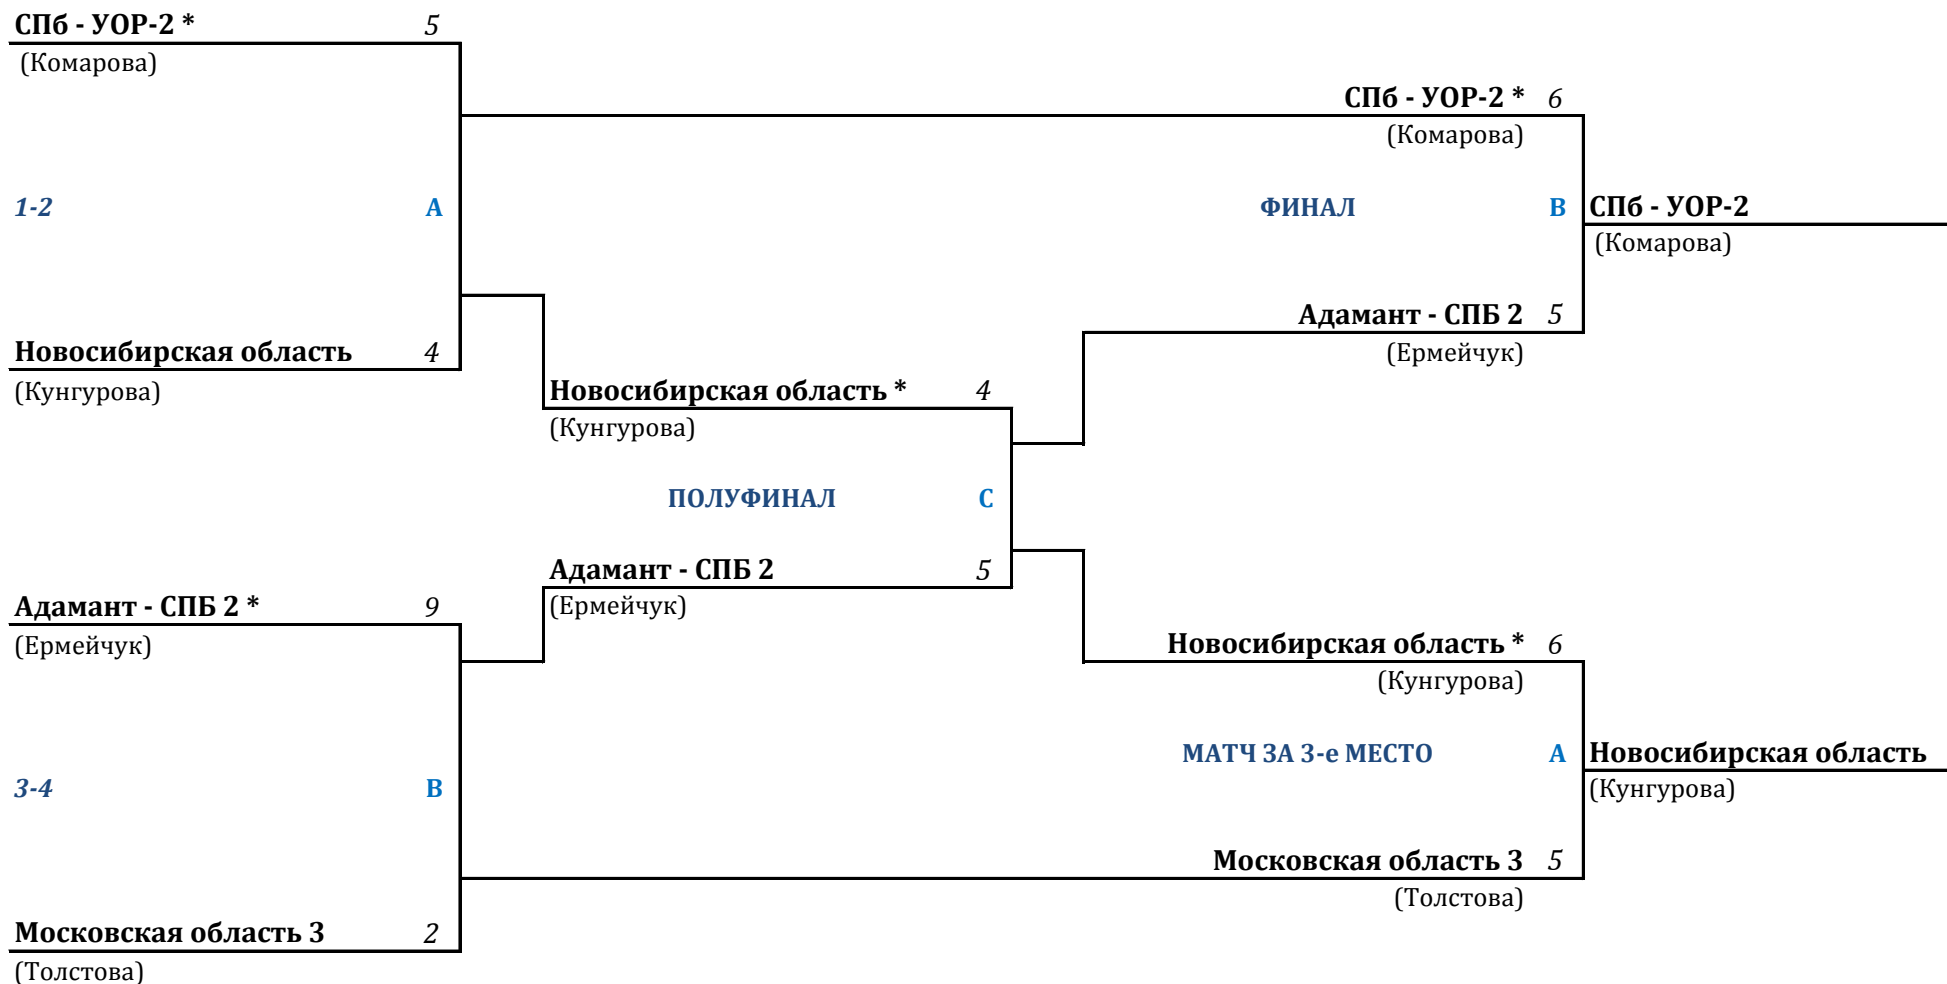 СПб - УОР-2 * 5
(Комарова)
СПб - УОР-2 * 6
(Комарова)
1-2 A
ФИНАЛ B
СПб - УОР-2
(Комарова)
Адамант - СПБ 2 5
(Ермейчук)
Новосибирская область 4
(Кунгурова)
Новосибирская область * 4
(Кунгурова)
ПОЛУФИНАЛ C
Адамант - СПБ 2 5
(Ермейчук)
Адамант - СПБ 2 * 9
(Ермейчук)
Новосибирская область * 6
(Кунгурова)
МАТЧ ЗА 3-е МЕСТО A
Новосибирская область
(Кунгурова)
3-4 B
Московская область 3 5
(Толстова)
Московская область 3 2
(Толстова)